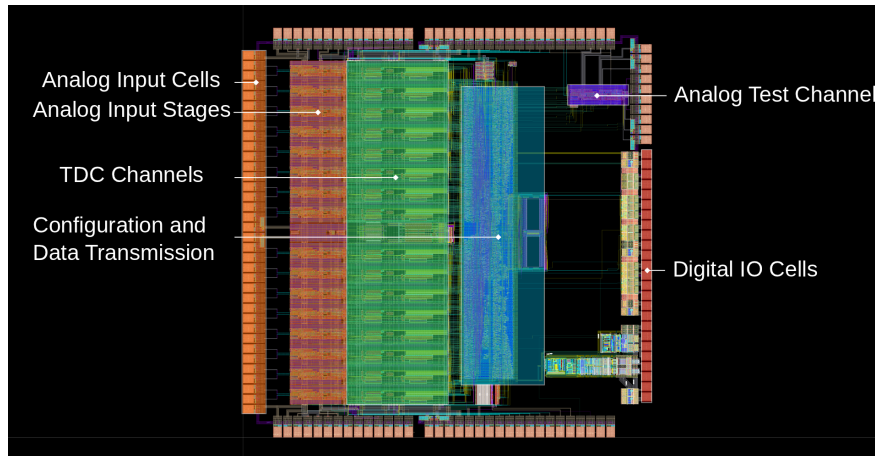 Analog Input Cells
Analog Input Stages
TDC Channels
Configuration and
Data Transmission
Analog Test Channel
Digital IO Cells